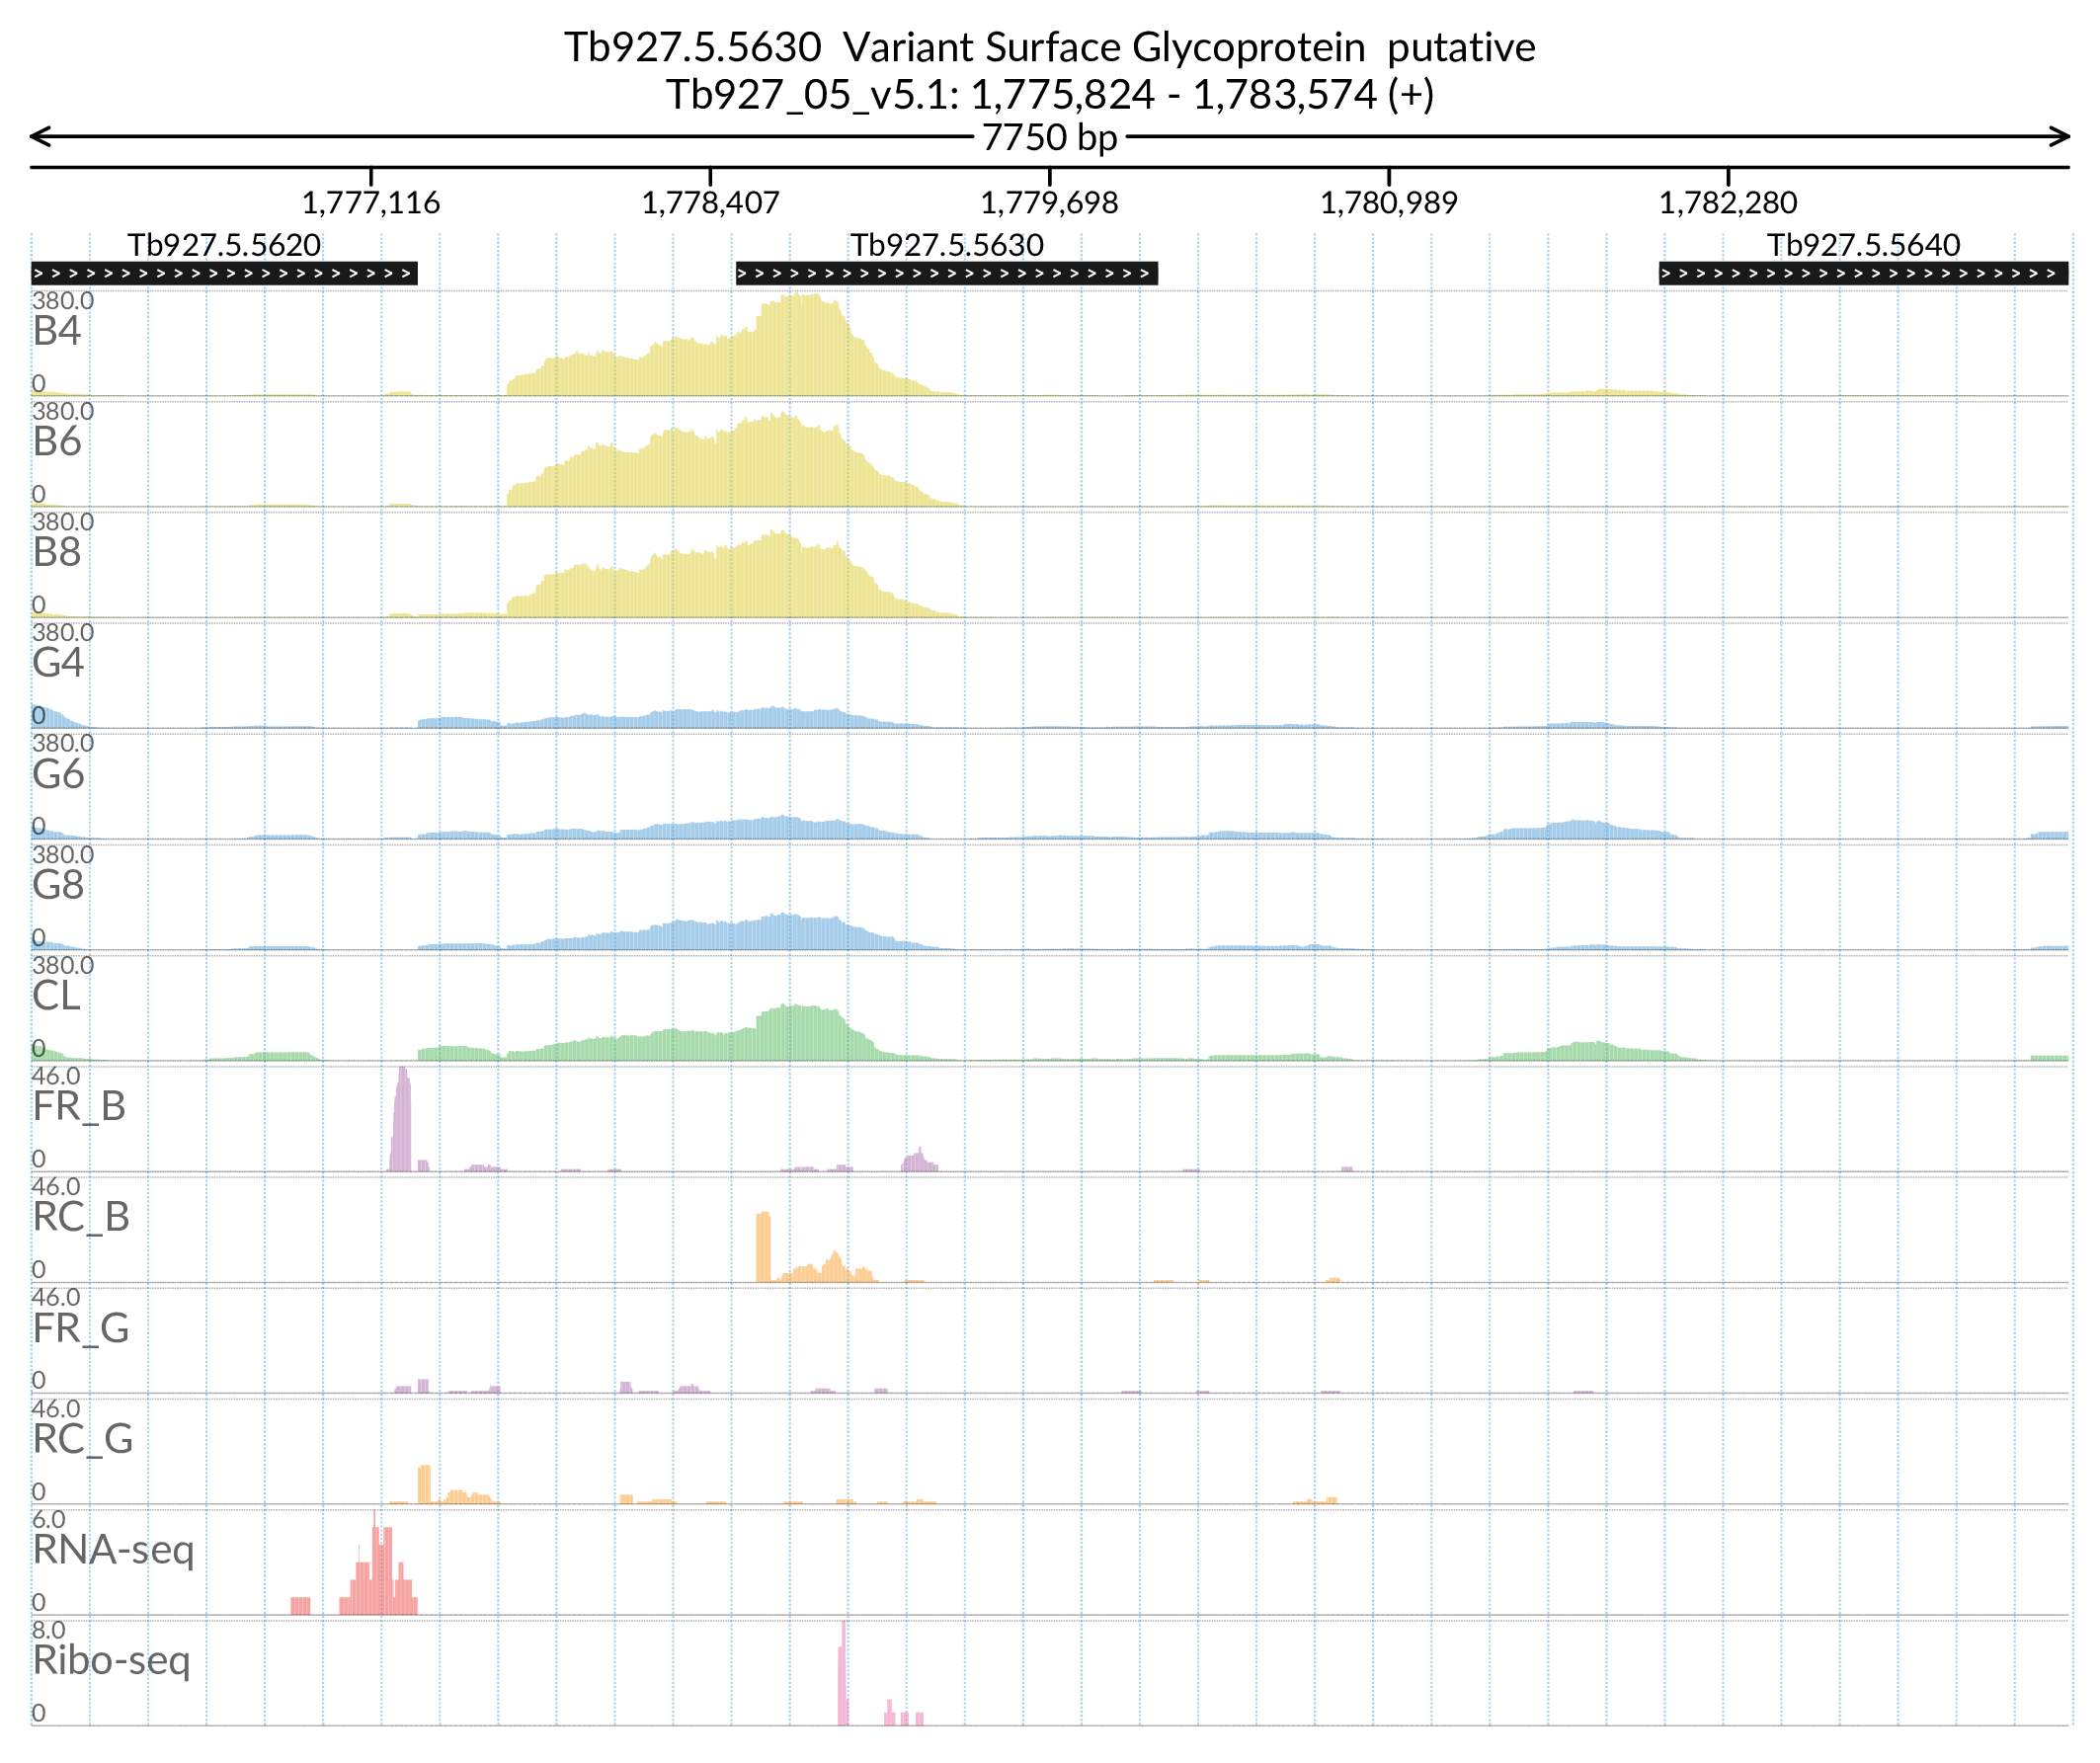 Tb927.5.5630  Variant Surface Glycoprotein  putative
Tb927_05_v5.1: 1,775,824 - 1,783,574 (+)
7750 bp
1,777,116 1,778,407 1,779,698 1,780,989 1,782,280
Tb927.5.5620 Tb927.5.5630 Tb927.5.5640
380.0
B4
0
380.0
B6
0
380.0
B8
0
380.0
G4
0
380.0
G6
0
380.0
G8
0
380.0
CL
0
46.0
FR_B
0
46.0
RC_B
0
46.0
FR_G
0
46.0
RC_G
0
6.0
RNA-seq
0
8.0
Ribo-seq
0